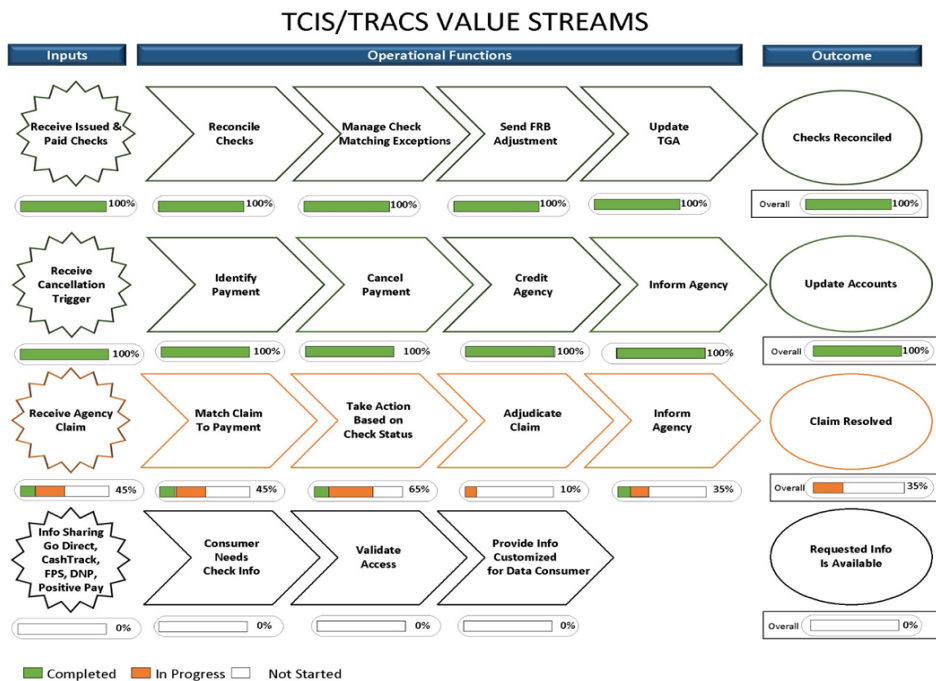 TCIS/TRACS VALUE STREAMS
Inputs
Operational Functions
Outcome
Receive Issued &
Paid Checks
Reconcile
Checks
Manage Check
Matching Exceptions
Send FRB
Adjustment
Update
TGA
Checks Reconciled
100%
100%
100%
100%
100%
Overall
100%
Receive
Cancellation
Trigger
Identify
Payment
Cancel
Payment
Credit
Agency
Inform Agency
Update Accounts
100%
100%
100%
100%
100%
Overall
100%
Receive Agency
Claim
Match Claim
To Payment
Take Action
Based on
Check Status
Adjudicate
Claim
Inform
Agency
Claim Resolved
45%
45%
65%
10%
35%
Overall
35%
Info Sharing
Go Direct,
CashTrack,
FPS, DNP,
Positive Pay
Consumer
Needs
Check Info
Validate
Access
Provide Info
Customized
for Data Consumer
Requested Info
Is Available
0%
0%
0%
0%
Overall
0%
Completed
In Progress
Not Started